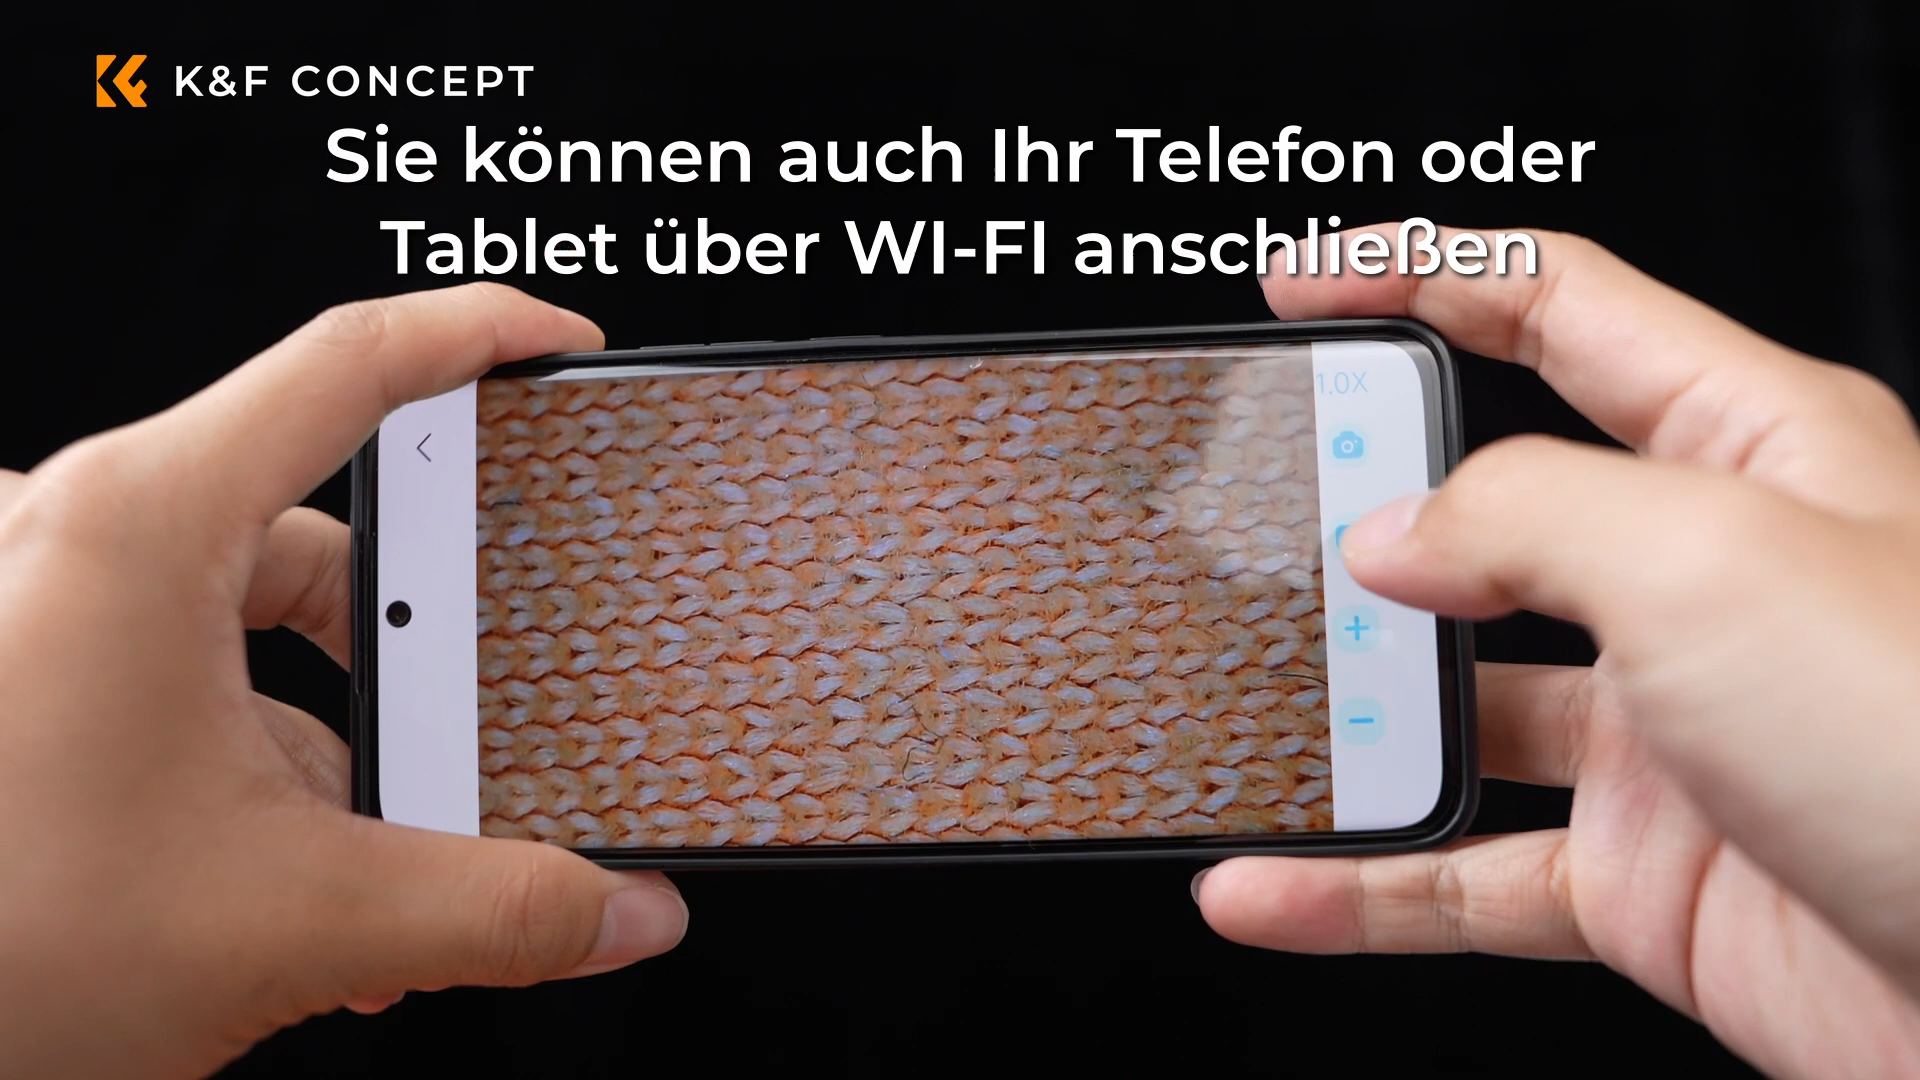 K&F CONCEPT
Sie können auch Ihr Telefon oder
Tablet über WI-FI anschließen
1.0X